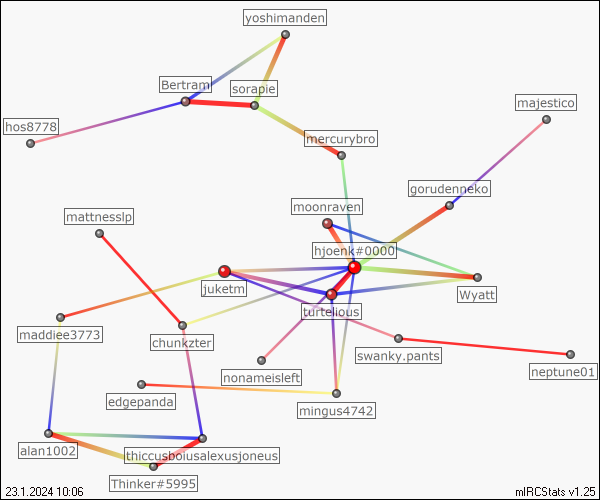 yoshimanden
Bertram
sorapie
majestico
hos8778
mercurybro
gorudenneko
moonraven
mattnesslp
hjoenk#0000
juketm
Wyatt
turtelious
maddiee3773
chunkzter
swanky.pants
nonameisleft
neptune01
edgepanda
mingus4742
alan1002
thiccusboiusalexusjoneus
Thinker#5995
23.1.2024 10:06
mIRCStats v1.25